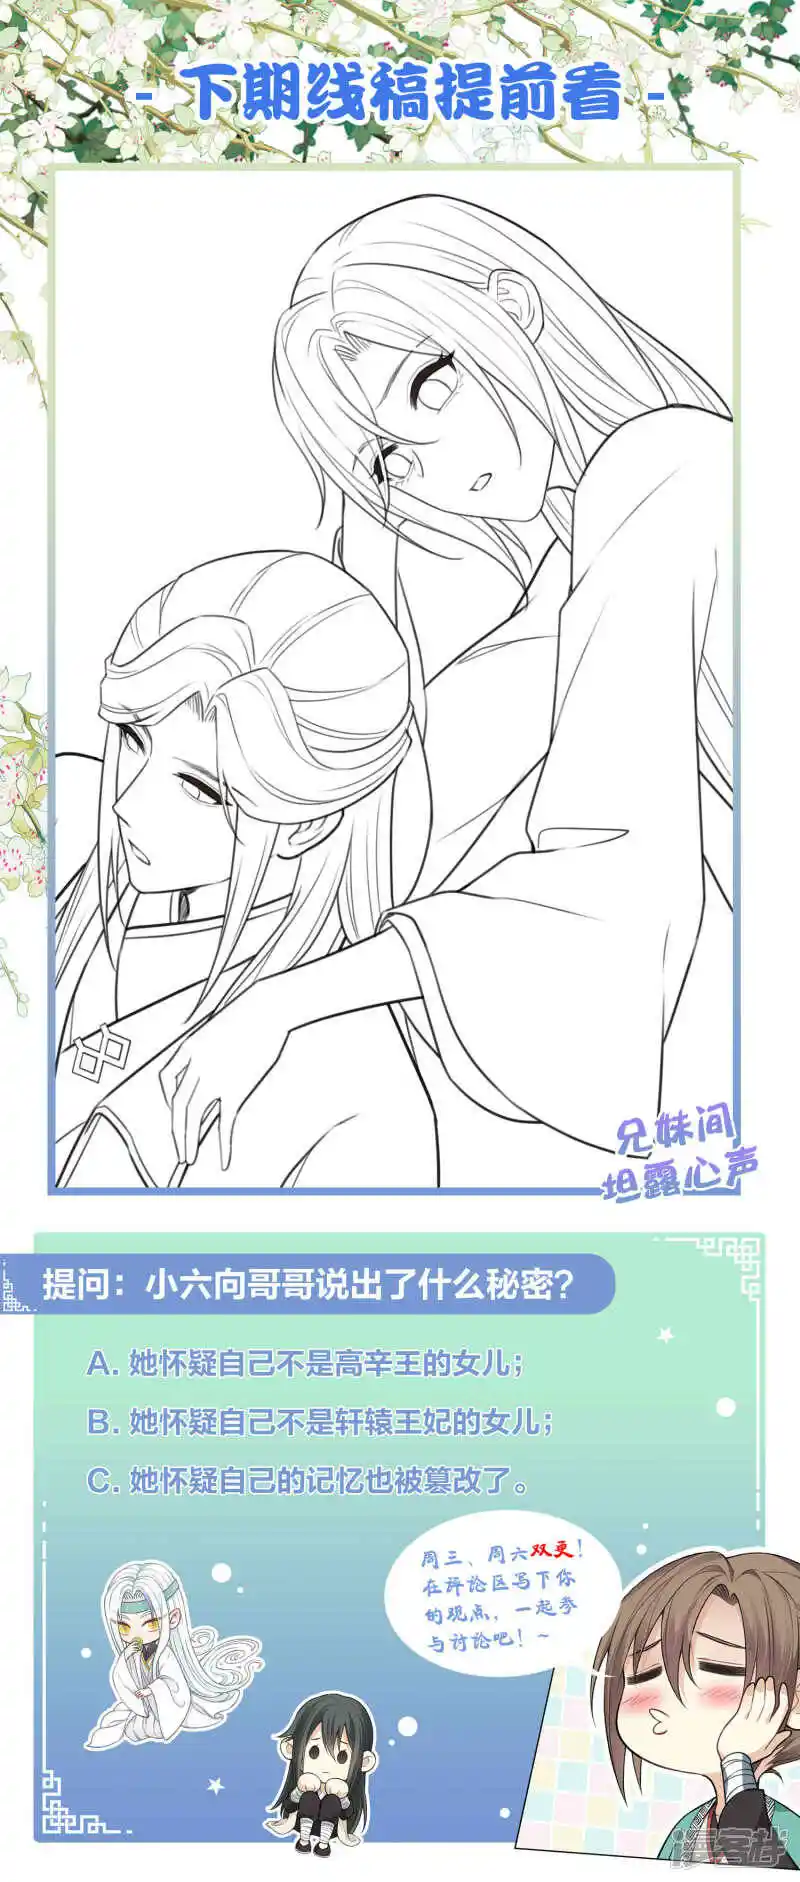 - 下期线稿提前看 -
兄妹间
坦露心声
提问：小六向哥哥说出了什么秘密？
A. 她怀疑自己不是高辛王的女儿；
B. 她怀疑自己不是轩辕王妃的女儿；
C. 她怀疑自己的记忆也被篡改了。
周三、周六双更！
在评论区写下你
的观点，一起参
与讨论吧！~
漫客栈